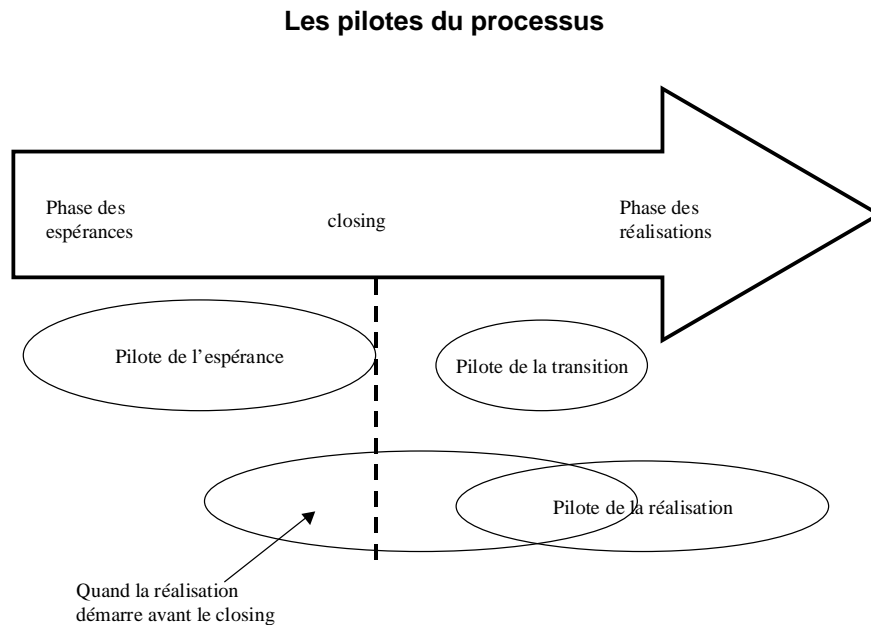 Les pilotes du processus
Phase des
espérances
closing
Phase des
réalisations
Pilote de l’espérance
Pilote de la transition
Pilote de la réalisation
Quand la réalisation
démarre avant le closing